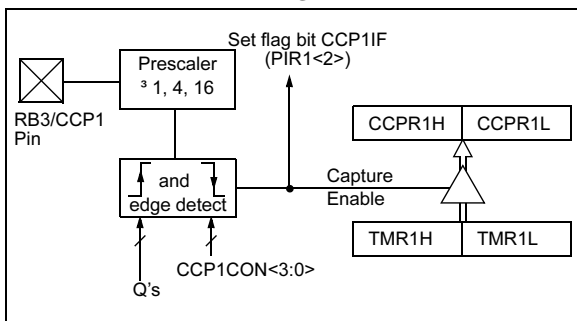 Set flag bit CCP1IF
(PIR1<2>)
Prescaler
³ 1, 4, 16
RB3/CCP1
Pin
CCPR1H
CCPR1L
and
edge detect
Capture
Enable
TMR1H
TMR1L
CCP1CON<3:0>
Q's